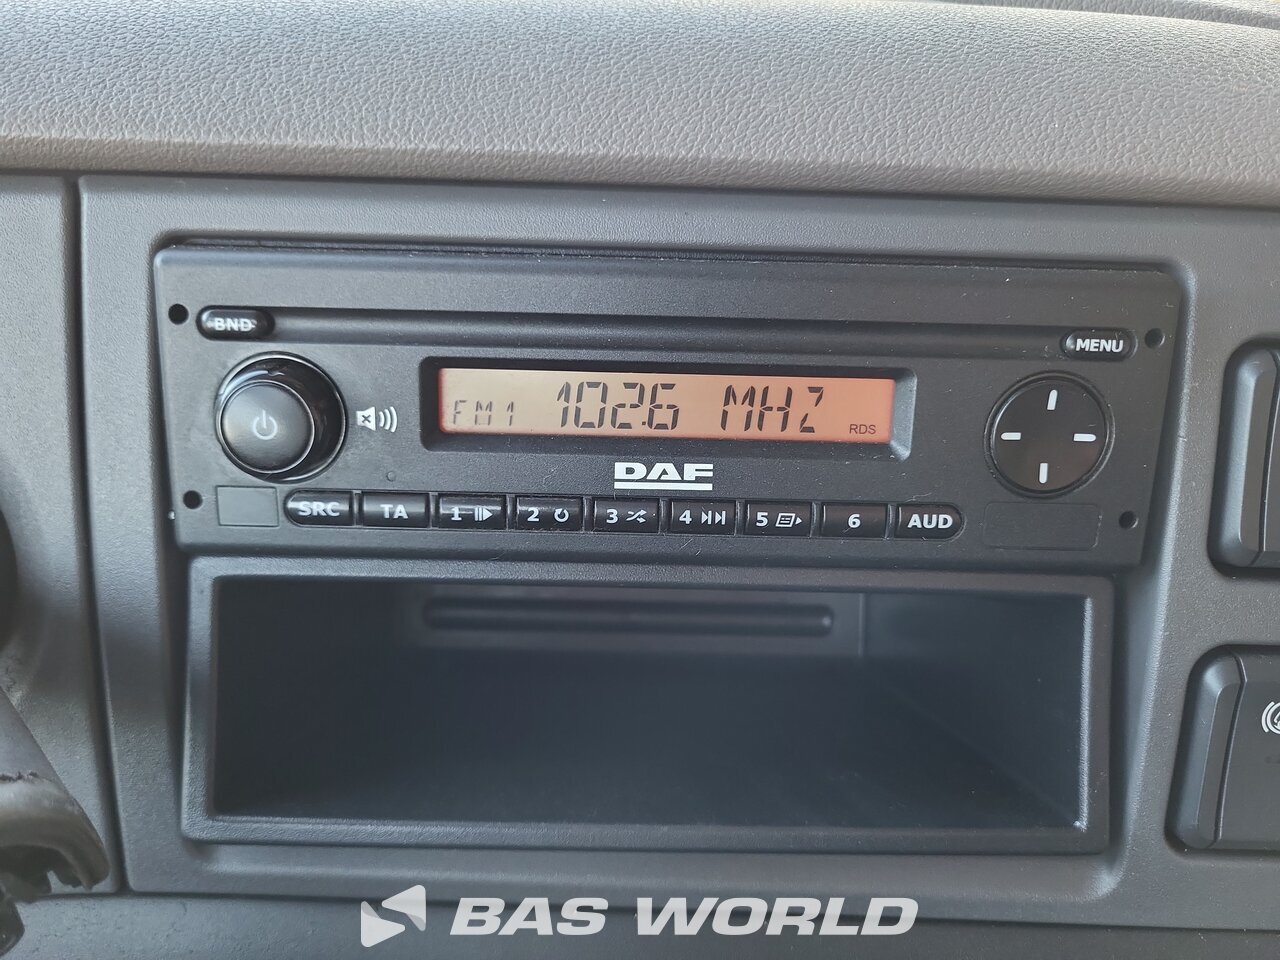 BND
MENU
FM1 102.6 MHZ
RDS
DAF
SRC TA 1 2 3 4 5 6 AUD
BAS WORLD